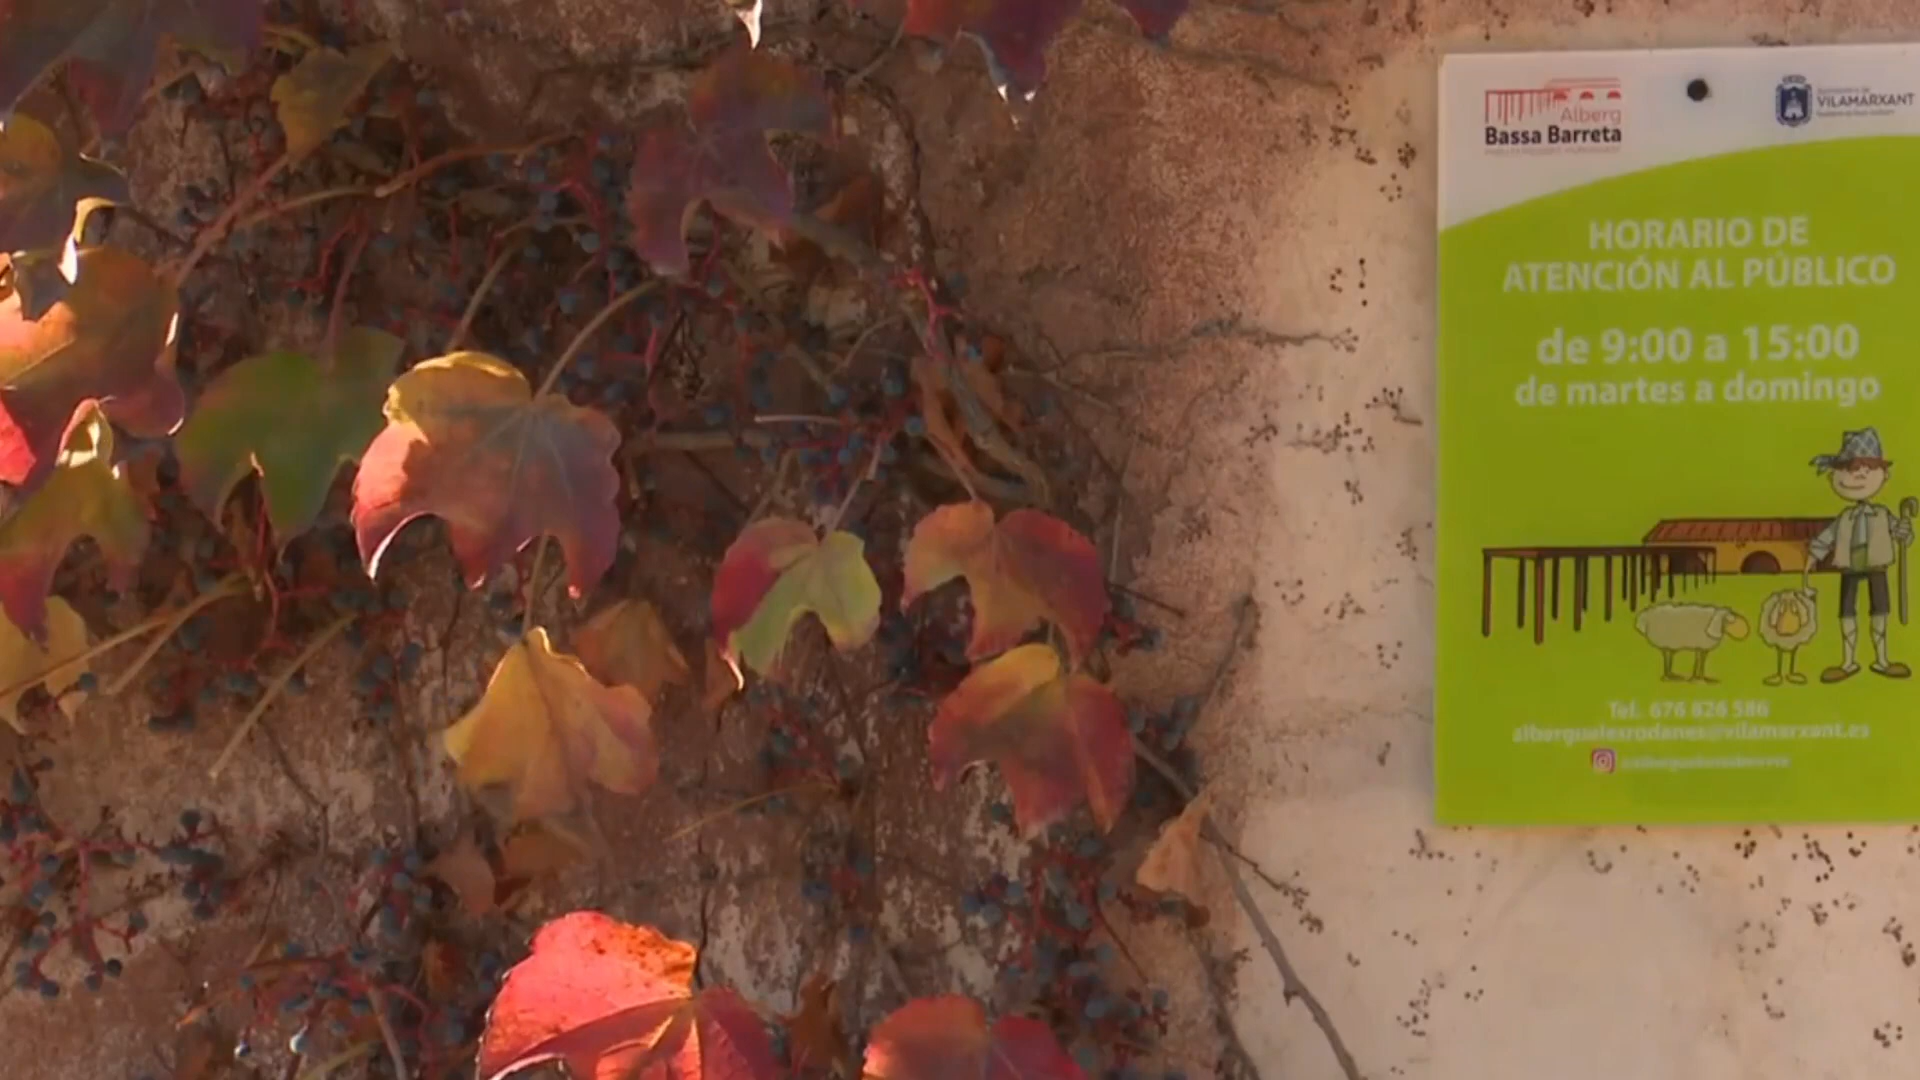 Alberg
Bassa Barreta
VILAMARXANT
HORARIO DE
ATENCIÓN AL PÚBLICO
de 9:00 a 15:00
de martes a domingo
Tel. 676 826 586
alberguelesrodanes@vilamarxant.es